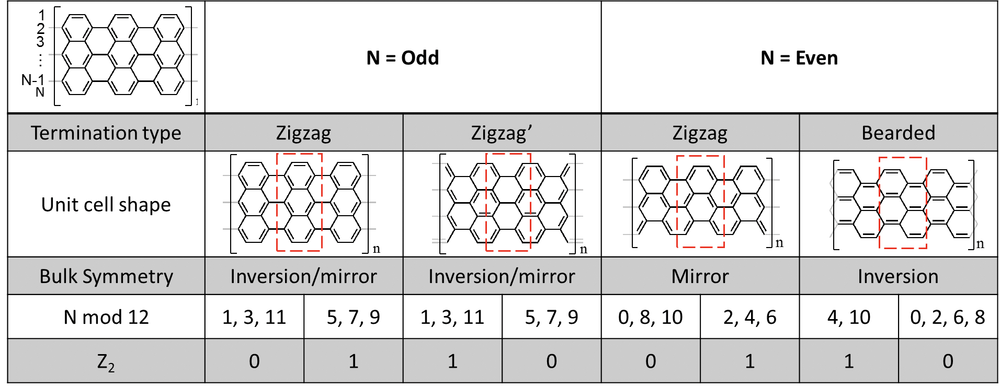 1
2
3
⋮
N-1
N
1
N = Odd
N = Even
Termination type
Zigzag
Zigzag’
Zigzag
Bearded
Unit cell shape
n
n
n
n
Bulk Symmetry
Inversion/mirror
Inversion/mirror
Mirror
Inversion
N mod 12
1, 3, 11
5, 7, 9
1, 3, 11
5, 7, 9
0, 8, 10
2, 4, 6
4, 10
0, 2, 6, 8
Z₂
0
1
1
0
0
1
1
0